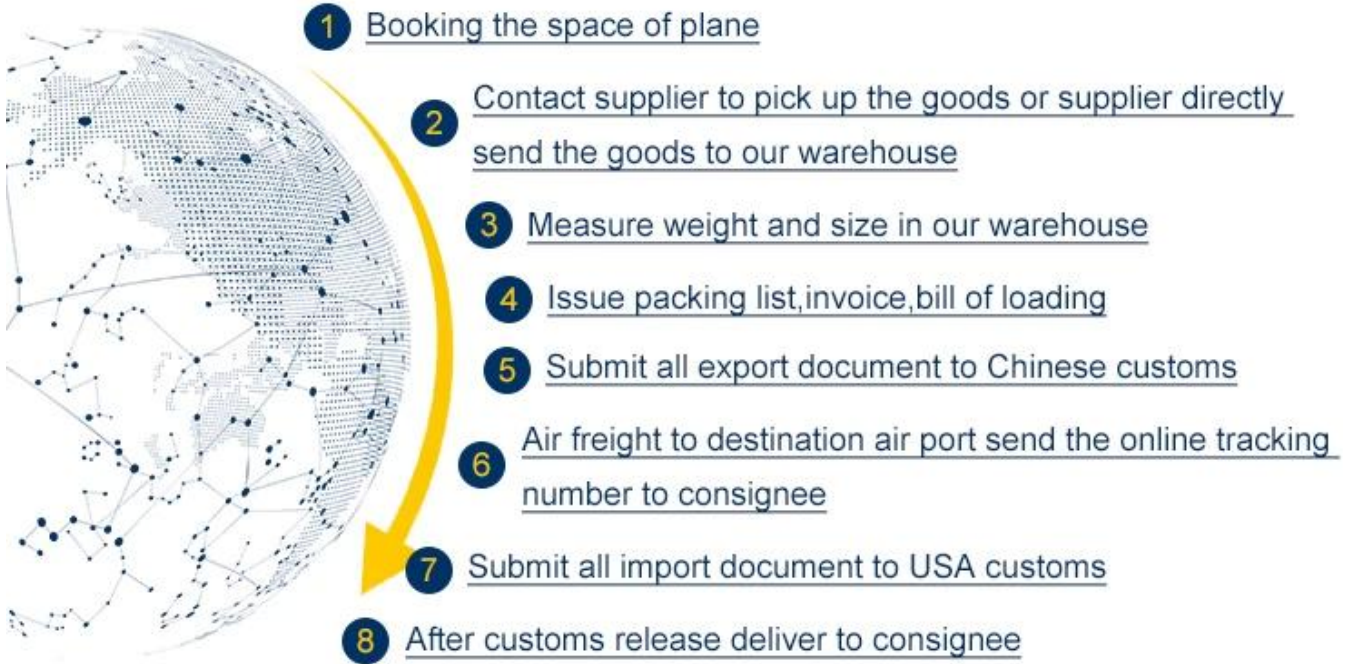 1 Booking the space of plane
2 Contact supplier to pick up the goods or supplier directly
send the goods to our warehouse
3 Measure weight and size in our warehouse
4 Issue packing list,invoice,bill of loading
5 Submit all export document to Chinese customs
6 Air freight to destination air port send the online tracking
number to consignee
7 Submit all import document to USA customs
8 After customs release deliver to consignee